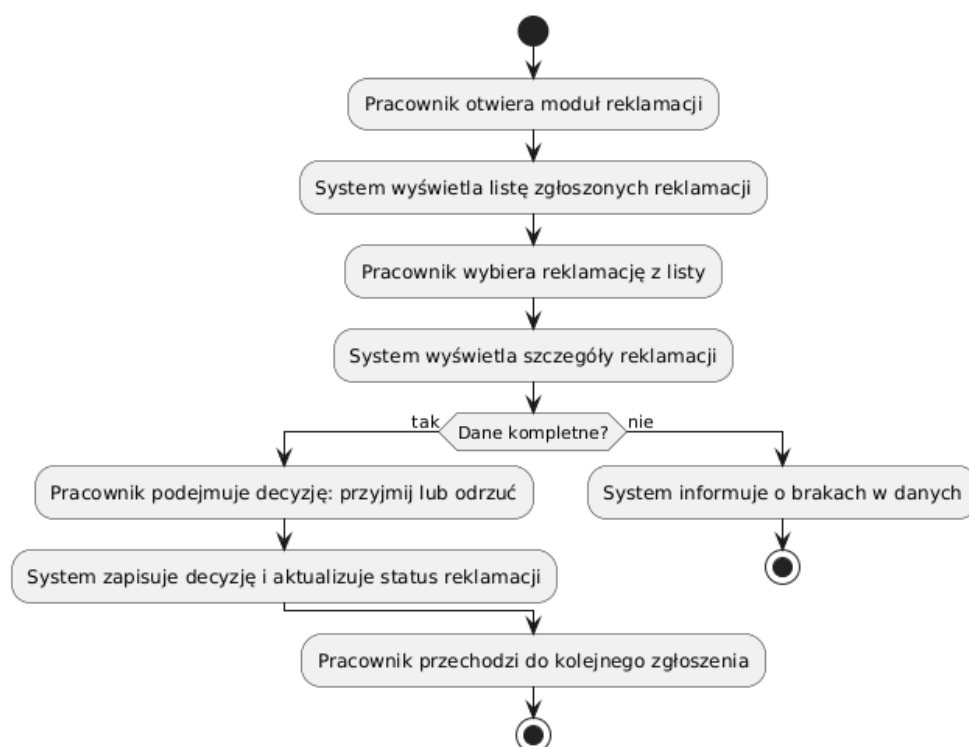 Pracownik otwiera moduł reklamacji
System wyświetla listę zgłoszonych reklamacji
Pracownik wybiera reklamację z listy
System wyświetla szczegóły reklamacji
tak
Dane kompletne?
nie
Pracownik podejmuje decyzję: przyjmij lub odrzuć
System informuje o brakach w danych
System zapisuje decyzję i aktualizuje status reklamacji
Pracownik przechodzi do kolejnego zgłoszenia